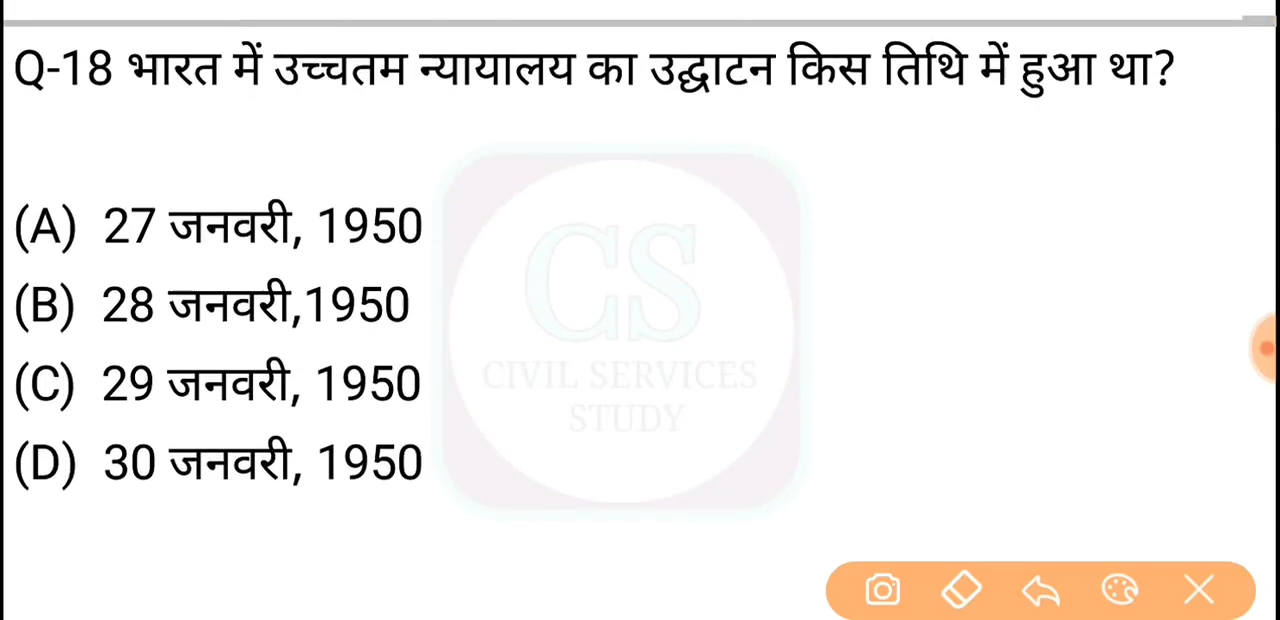 Q-18 भारत में उच्चतम न्यायालय का उद्घाटन किस तिथि में हुआ था?
(A) 27 जनवरी, 1950
(B) 28 जनवरी,1950
(C) 29 जनवरी, 1950
(D) 30 जनवरी, 1950
CS
CIVIL SERVICES
STUDY